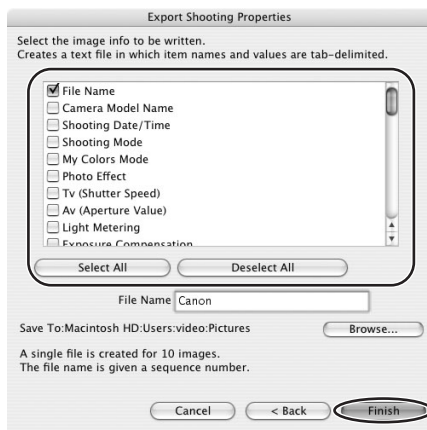 Export Shooting Properties
Select the image info to be written.
Creates a text file in which item names and values are tab-delimited.
File Name
Camera Model Name
Shooting Date/Time
Shooting Mode
My Colors Mode
Photo Effect
Tv (Shutter Speed)
Av (Aperture Value)
Light Metering
Exposure Compensation
Select All Deselect All
File Name Canon
Save To:Macintosh HD:Users:video:Pictures Browse...
A single file is created for 10 images.
The file name is given a sequence number.
Cancel < Back Finish